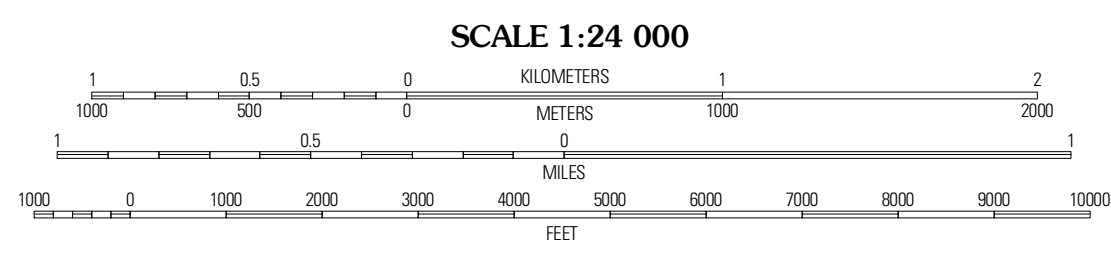 SCALE 1:24 000
1 0.5 0 KILOMETERS 1 2
1000 500 0 METERS 1000 2000
1 0.5 0 1
MILES
1000 0 1000 2000 3000 4000 5000 6000 7000 8000 9000 10000
FEET